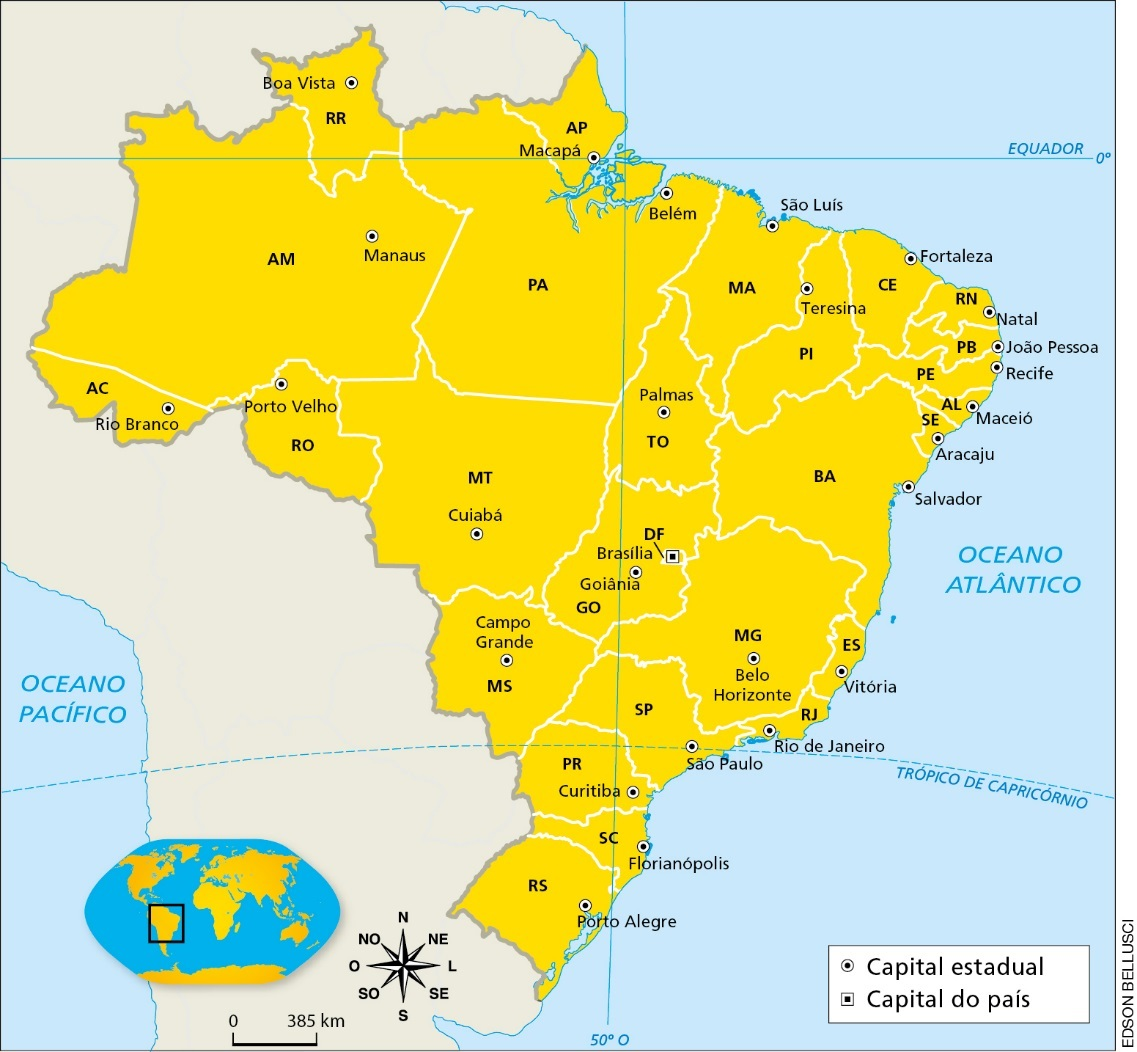 Boa Vista
RR
AP
Macapá
EQUADOR
0º
Belém
São Luís
AM
Manaus
PA
MA
Teresina
CE
Fortaleza
RN
Natal
PB
João Pessoa
PI
PE
Recife
AC
Rio Branco
Porto Velho
RO
Palmas
TO
AL
Maceió
SE
Aracaju
MT
Cuiabá
BA
Salvador
DF
Brasília
Goiânia
GO
OCEANO
ATLÂNTICO
Campo
Grande
MS
MG
Belo
Horizonte
ES
Vitória
OCEANO
PACÍFICO
SP
RJ
Rio de Janeiro
São Paulo
PR
Curitiba
TRÓPICO DE CAPRICÓRNIO
SC
Florianópolis
RS
Porto Alegre
N
NO
NE
O
L
SO
SE
S
0
385 km
50º O
Capital estadual
Capital do país
EDSON BELLUSCI